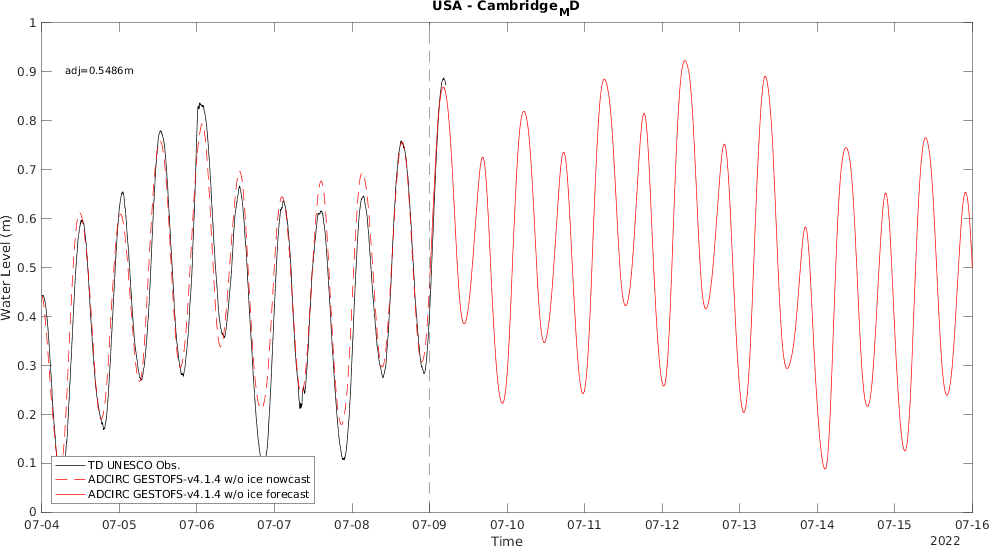 USA - Cambridge_MD
1
0.9
0.8
0.7
0.6
0.5
0.4
0.3
0.2
0.1
0
Water Level (m)
adj=0.5486m
TD UNESCO Obs.
ADCIRC GESTOFS-v4.1.4 w/o ice nowcast
ADCIRC GESTOFS-v4.1.4 w/o ice forecast
07-04 07-05 07-06 07-07 07-08 07-09 07-10 07-11 07-12 07-13 07-14 07-15 07-16
Time
2022